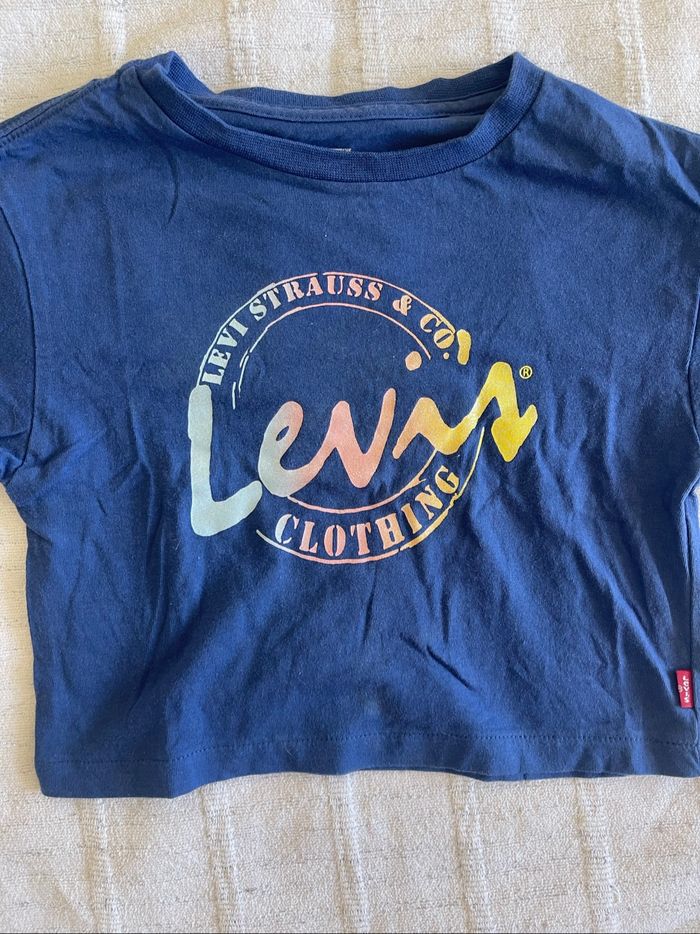 LEVI STRAUSS & CO.
Levi's®
CLOTHING